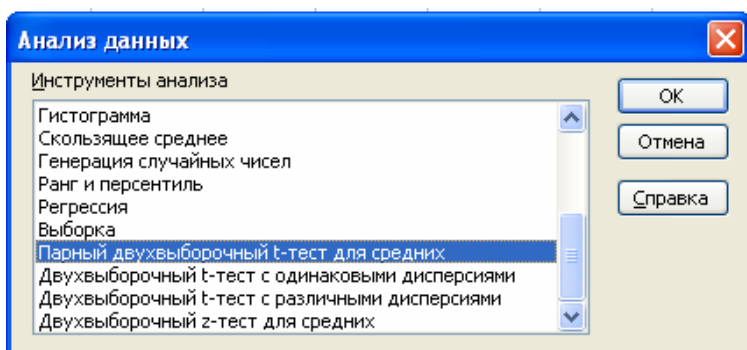 Анализ данных
Инструменты анализа
Гистограмма
Скользящее среднее
Генерация случайных чисел
Ранг и персентиль
Регрессия
Выборка
Парный двухвыборочный t-тест для средних
Двухвыборочный t-тест с одинаковыми дисперсиями
Двухвыборочный t-тест с различными дисперсиями
Двухвыборочный z-тест для средних
ОК
Отмена
Справка